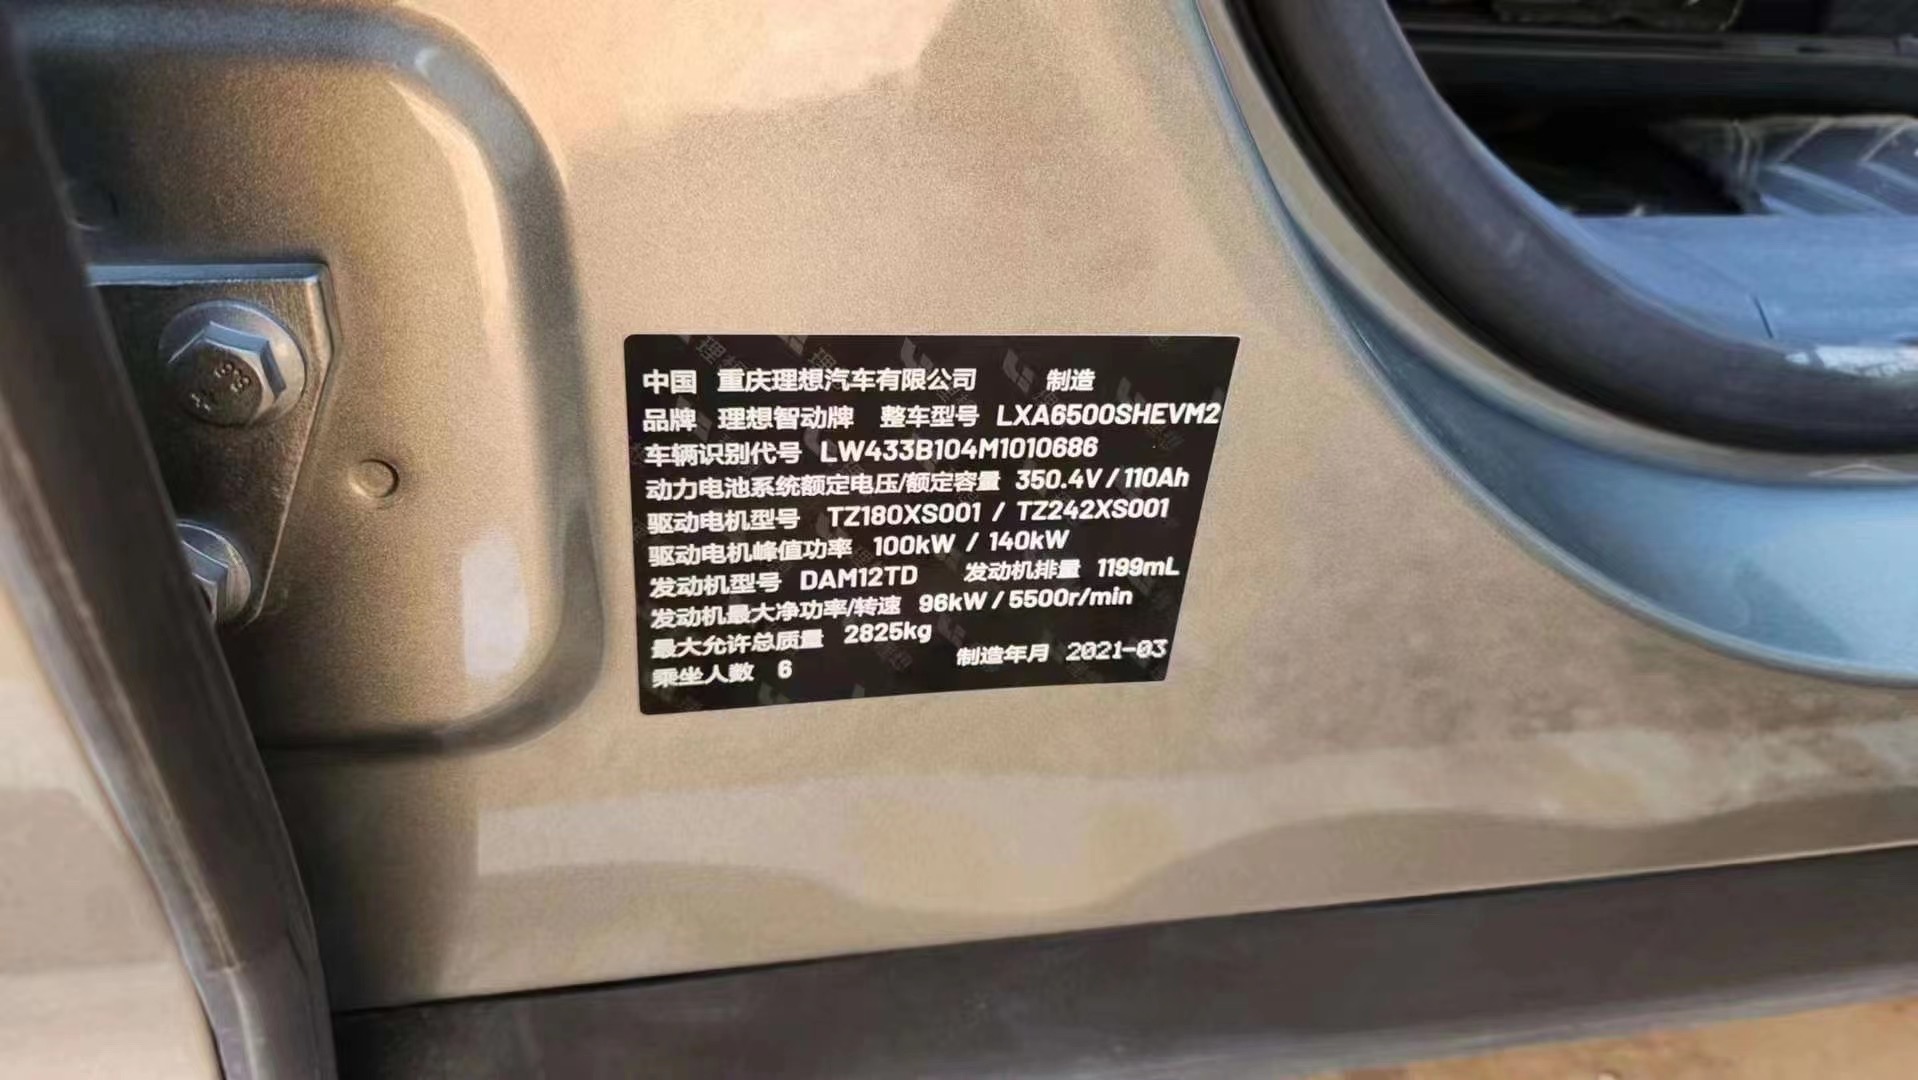 中国 重庆理想汽车有限公司 制造
品牌 理想智动牌 整车型号 LXA6500SHEVM2
车辆识别代号 LW433B104M1010686
动力电池系统额定电压/额定容量 350.4V / 110Ah
驱动电机型号 TZ180XS001 / TZ242XS001
驱动电机峰值功率 100kW / 140kW
发动机型号 DAM12TD 发动机排量 1199mL
发动机最大净功率/转速 96kW / 5500r/min
最大允许总质量 2825kg
乘坐人数 6 制造年月 2021-03